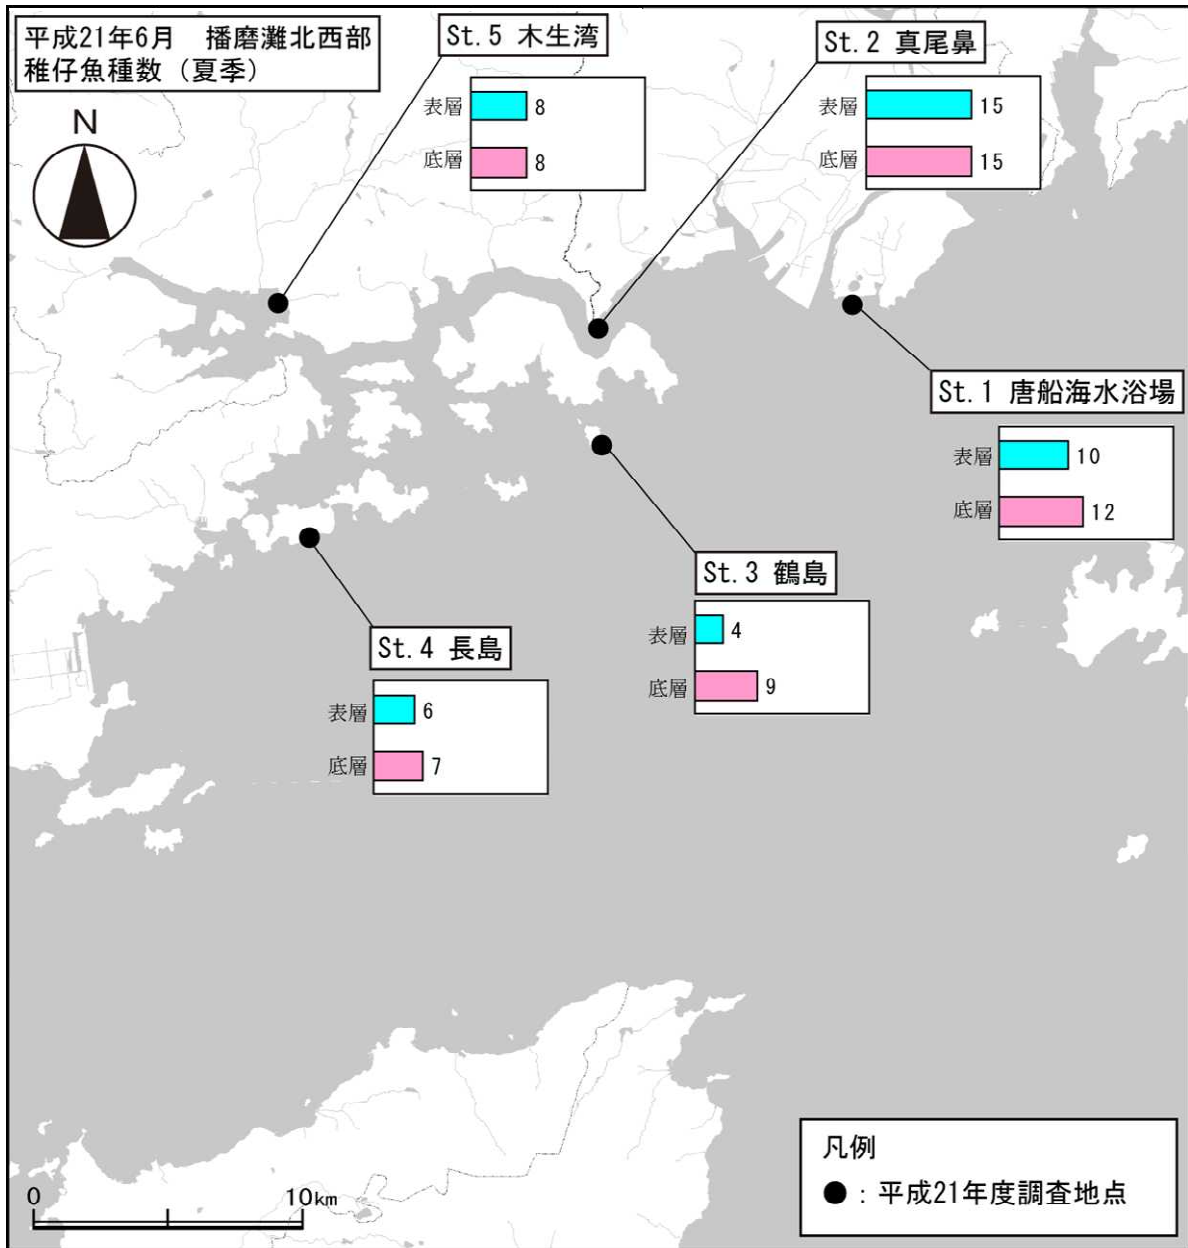 平成21年6月　播磨灘北西部
稚仔魚種数（夏季）
N
St.5 木生湾
表層 8
底層 8
St.2 真尾鼻
表層 15
底層 15
St.1 唐船海水浴場
表層 10
底層 12
St.3 鶴島
表層 4
底層 9
St.4 長島
表層 6
底層 7
凡例
●：平成21年度調査地点
0 10km